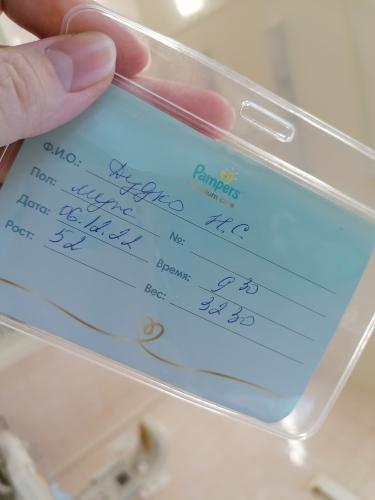 Pampers
premium care
Ф.И.О.: Дудко Н.С.
Пол: муж №:
Дата: 06.12.22 Время: 9 30
Рост: 52 Вес: 3230